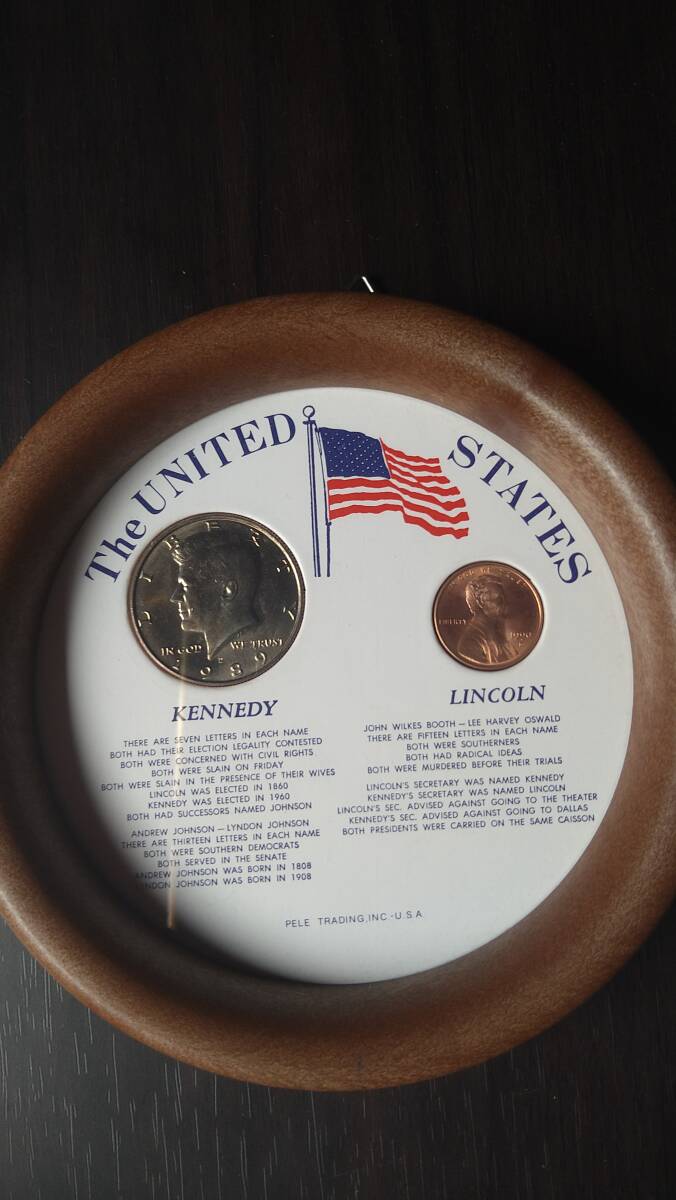 The UNITED STATES
LIBERTY
IN GOD WE TRUST
1989
LIBERTY
1990
KENNEDY
THERE ARE SEVEN LETTERS IN EACH NAME
BOTH HAD THEIR ELECTION LEGALITY CONTESTED
BOTH WERE CONCERNED WITH CIVIL RIGHTS
BOTH WERE SLAIN ON FRIDAY
BOTH WERE SLAIN IN THE PRESENCE OF THEIR WIVES
LINCOLN WAS ELECTED IN 1860
KENNEDY WAS ELECTED IN 1960
BOTH HAD SUCCESSORS NAMED JOHNSON
ANDREW JOHNSON — LYNDON JOHNSON
THERE ARE THIRTEEN LETTERS IN EACH NAME
BOTH WERE SOUTHERN DEMOCRATS
BOTH SERVED IN THE SENATE
ANDREW JOHNSON WAS BORN IN 1808
LYNDON JOHNSON WAS BORN IN 1908
LINCOLN
JOHN WILKES BOOTH — LEE HARVEY OSWALD
THERE ARE FIFTEEN LETTERS IN EACH NAME
BOTH WERE SOUTHERNERS
BOTH HAD RADICAL IDEAS
BOTH WERE MURDERED BEFORE THEIR TRIALS
LINCOLN'S SECRETARY WAS NAMED KENNEDY
KENNEDY'S SECRETARY WAS NAMED LINCOLN
LINCOLN'S SEC. ADVISED AGAINST GOING TO THE THEATER
KENNEDY'S SEC. ADVISED AGAINST GOING TO DALLAS
BOTH PRESIDENTS WERE CARRIED ON THE SAME CAISSON
PELE TRADING, INC.-U.S.A.